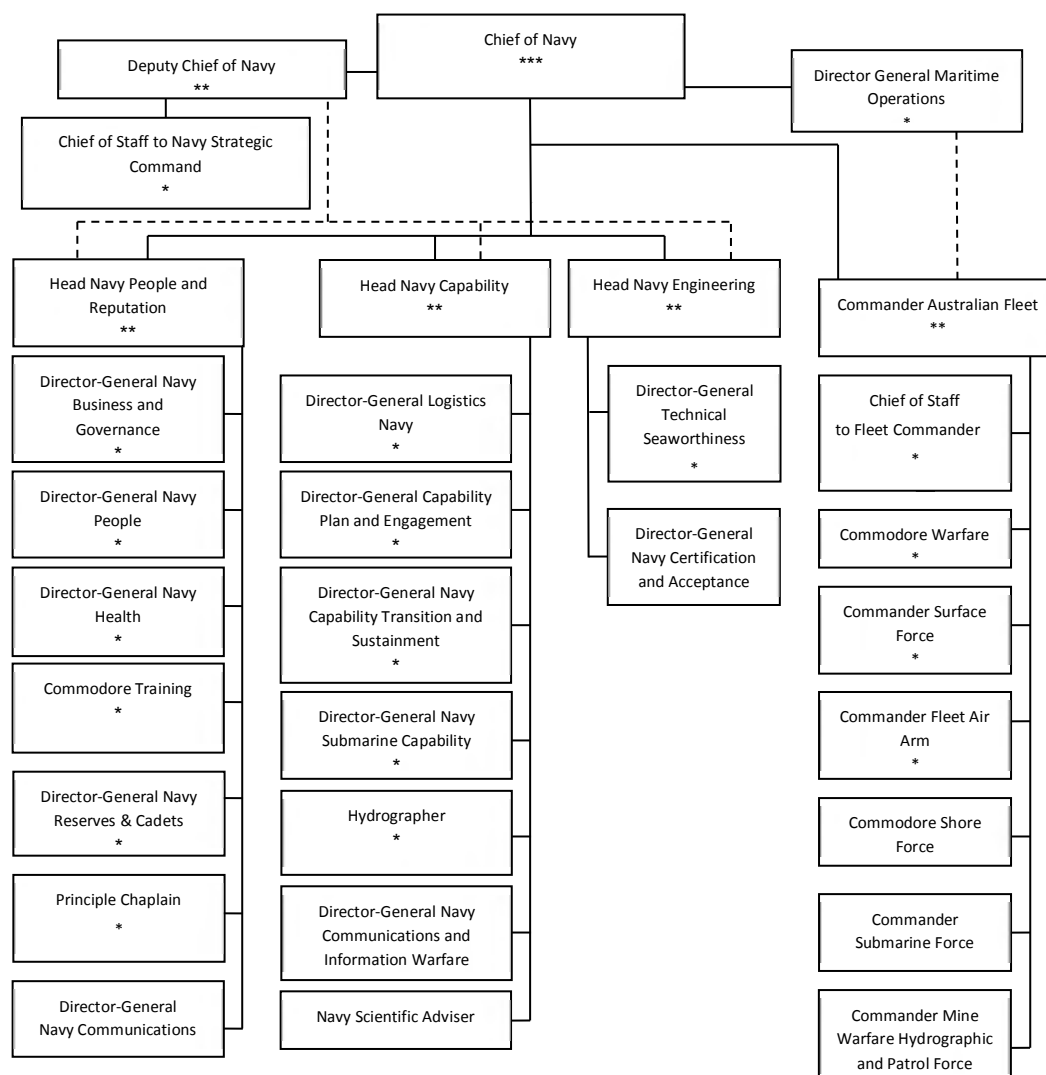 Chief of Navy
***
Deputy Chief of Navy
**
Director General Maritime
Operations
*
Chief of Staff to Navy Strategic
Command
*
Head Navy People and
Reputation
**
Head Navy Capability
**
Head Navy Engineering
**
Commander Australian Fleet
**
Director-General Navy
Business and
Governance
*
Director-General Navy
People
*
Director-General Navy
Health
*
Commodore Training
*
Director-General Navy
Reserves & Cadets
*
Principle Chaplain
*
Director-General
Navy Communications
Director-General Logistics
Navy
*
Director-General Capability
Plan and Engagement
*
Director-General Navy
Capability Transition and
Sustainment
*
Director-General Navy
Submarine Capability
*
Hydrographer
*
Director-General Navy
Communications and
Information Warfare
Navy Scientific Adviser
Director-General
Technical
Seaworthiness
*
Director-General
Navy Certification
and Acceptance
Chief of Staff
to Fleet Commander
*
Commodore Warfare
*
Commander Surface
Force
*
Commander Fleet Air
Arm
*
Commodore Shore
Force
Commander
Submarine Force
Commander Mine
Warfare Hydrographic
and Patrol Force